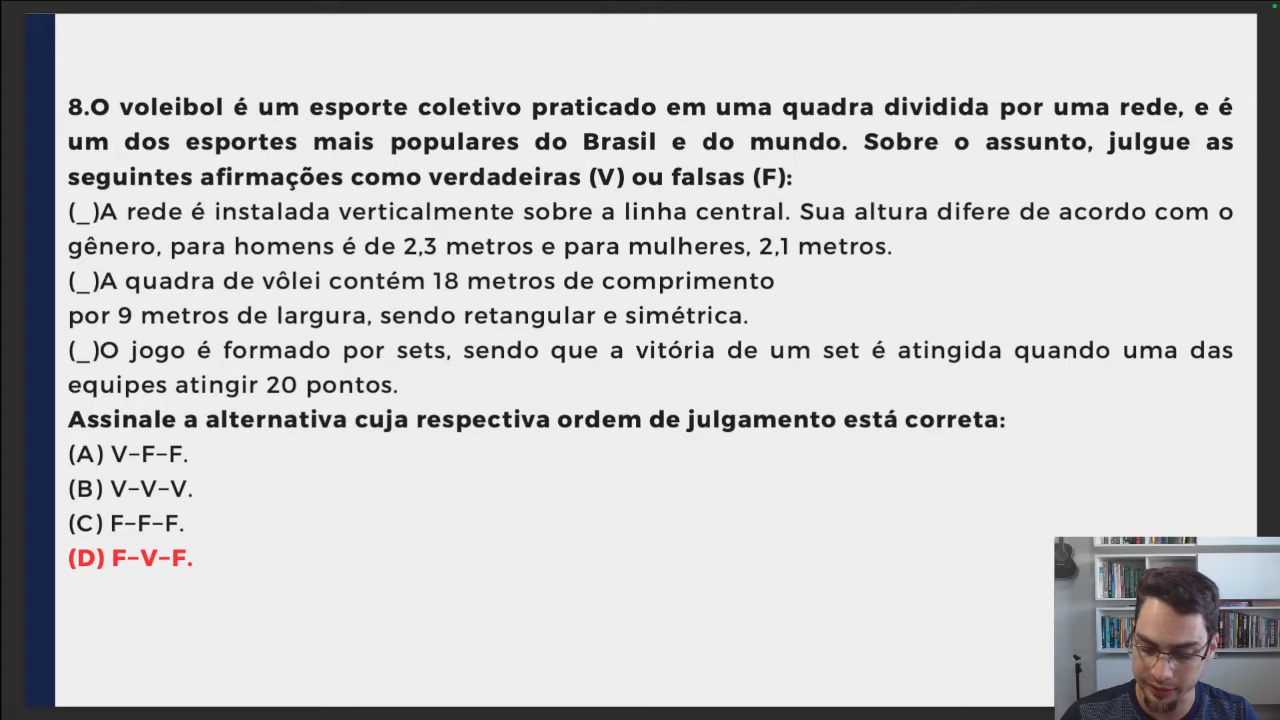 8.O voleibol é um esporte coletivo praticado em uma quadra dividida por uma rede, e é
um dos esportes mais populares do Brasil e do mundo. Sobre o assunto, julgue as
seguintes afirmações como verdadeiras (V) ou falsas (F):
(_)A rede é instalada verticalmente sobre a linha central. Sua altura difere de acordo com o
gênero, para homens é de 2,3 metros e para mulheres, 2,1 metros.
(_)A quadra de vôlei contém 18 metros de comprimento
por 9 metros de largura, sendo retangular e simétrica.
(_)O jogo é formado por sets, sendo que a vitória de um set é atingida quando uma das
equipes atingir 20 pontos.
Assinale a alternativa cuja respectiva ordem de julgamento está correta:
(A) V–F–F.
(B) V–V–V.
(C) F–F–F.
(D) F–V–F.